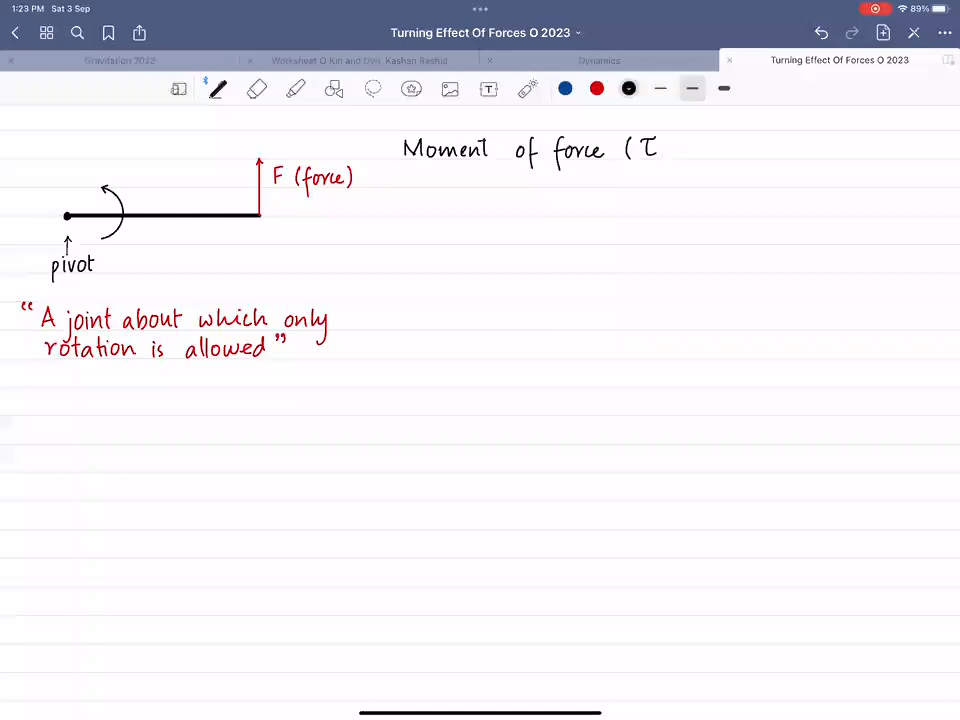 1:23 PM Sat 3 Sep
89%
Turning Effect Of Forces O 2023
Gravitation 2023
Worksheet O Kin and Dyn, Kashan Rashid
Dynamics
Turning Effect Of Forces O 2023
Moment of force (τ
F (force)
pivot
“A joint about which only
rotation is allowed”